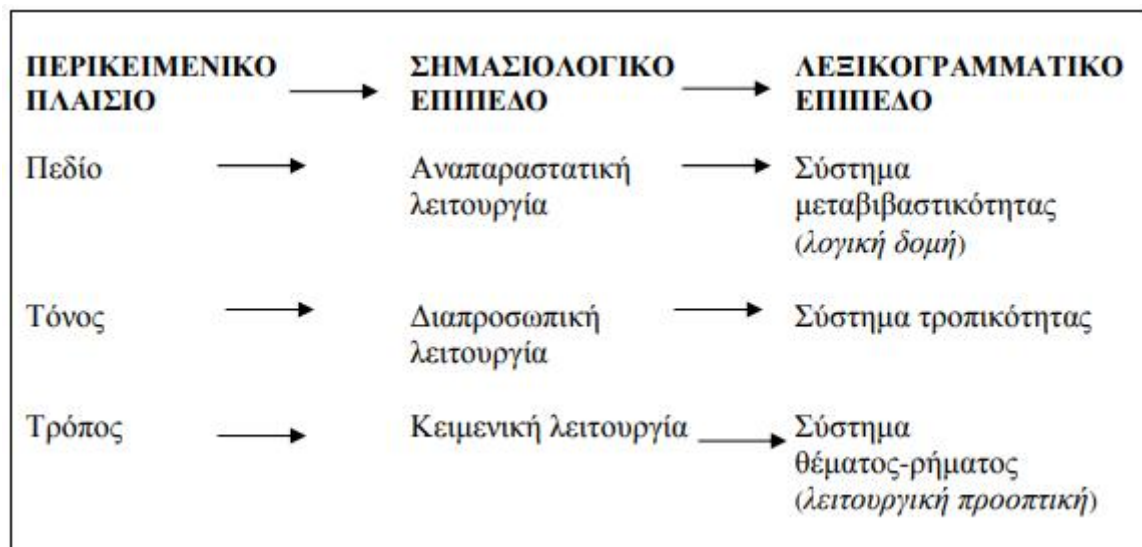 ΠΕΡΙΚΕΙΜΕΝΙΚΟ ΣΗΜΑΣΙΟΛΟΓΙΚΟ ΛΕΞΙΚΟΓΡΑΜΜΑΤΙΚΟ
ΠΛΑΙΣΙΟ ΕΠΙΠΕΔΟ ΕΠΙΠΕΔΟ
Πεδίο Αναπαραστατική Σύστημα
λειτουργία μεταβιβαστικότητας
(λογική δομή)
Τόνος Διαπροσωπική Σύστημα τροπικότητας
λειτουργία
Τρόπος Κειμενική λειτουργία Σύστημα
θέματος-ρήματος
(λειτουργική προοπτική)